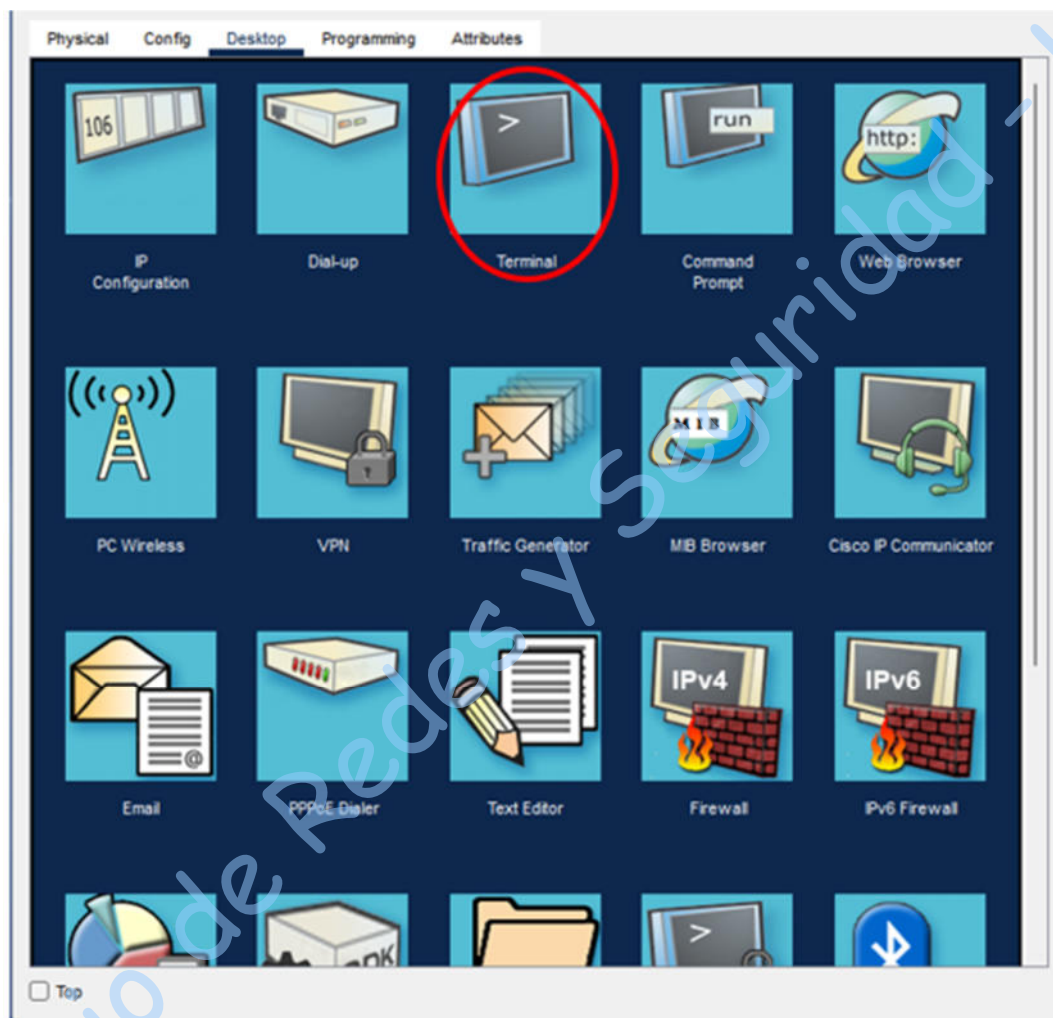 Physical Config Desktop Programming Attributes
106
>
run
http:
IP
Configuration
Dial-up
Terminal
Command
Prompt
Web Browser
MIB
PC Wireless
VPN
Traffic Generator
MIB Browser
Cisco IP Communicator
@
IPv4
IPv6
Email
PPPoE Dialer
Text Editor
Firewall
IPv6 Firewall
>
Top
io de Redes Y Seguridad -